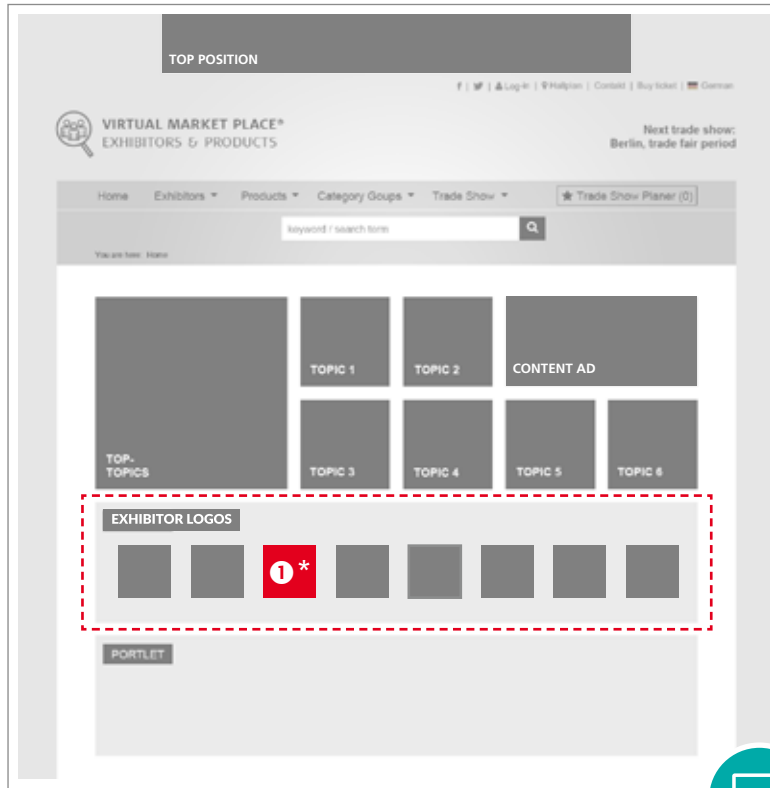 TOP POSITION
f | | Log-in | Hallplan | Contakt | Buy ticket | German
VIRTUAL MARKET PLACE®
EXHIBITORS & PRODUCTS
Next trade show:
Berlin, trade fair period
Home Exhibitors Products Category Goups Trade Show ★ Trade Show Planer (0)
keyword / search term
You are here: Home
TOPIC 1 TOPIC 2 CONTENT AD
TOP-
TOPICS TOPIC 3 TOPIC 4 TOPIC 5 TOPIC 6
EXHIBITOR LOGOS
1 *
PORTLET